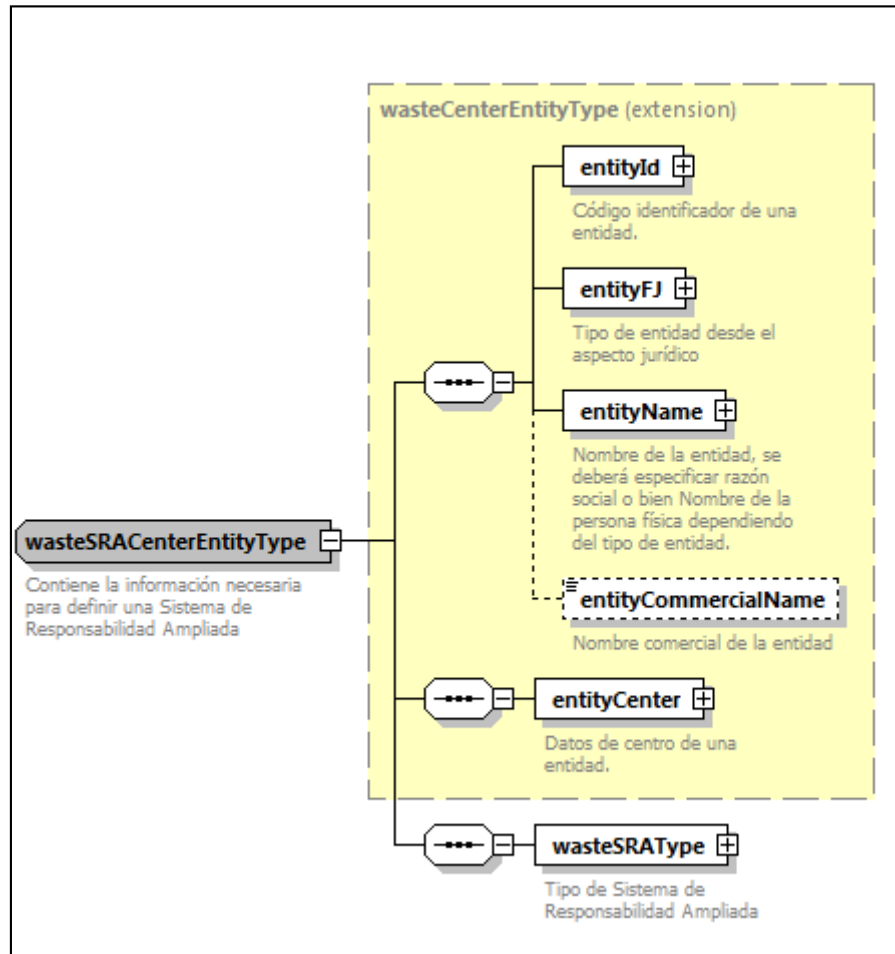 wasteCenterEntityType (extension)
entityId
Código identificador de una
entidad.
entityFJ
Tipo de entidad desde el
aspecto jurídico
entityName
Nombre de la entidad, se
deberá especificar razón
social o bien Nombre de la
persona física dependiendo
del tipo de entidad.
entityCommercialName
Nombre comercial de la entidad
wasteSRACenterEntityType
Contiene la información necesaria
para definir una Sistema de
Responsabilidad Ampliada
entityCenter
Datos de centro de una
entidad.
wasteSRAType
Tipo de Sistema de
Responsabilidad Ampliada